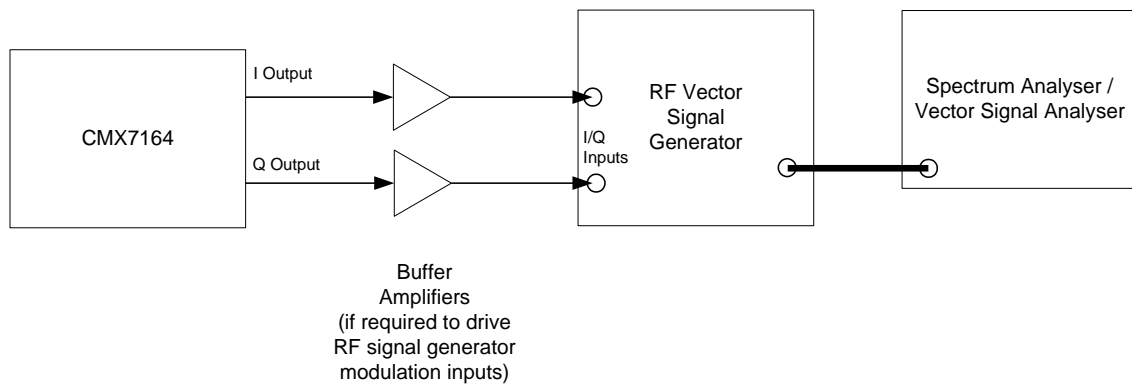 CMX7164
I Output
Q Output
I/Q
Inputs
RF Vector
Signal
Generator
Spectrum Analyser /
Vector Signal Analyser
Buffer
Amplifiers
(if required to drive
RF signal generator
modulation inputs)